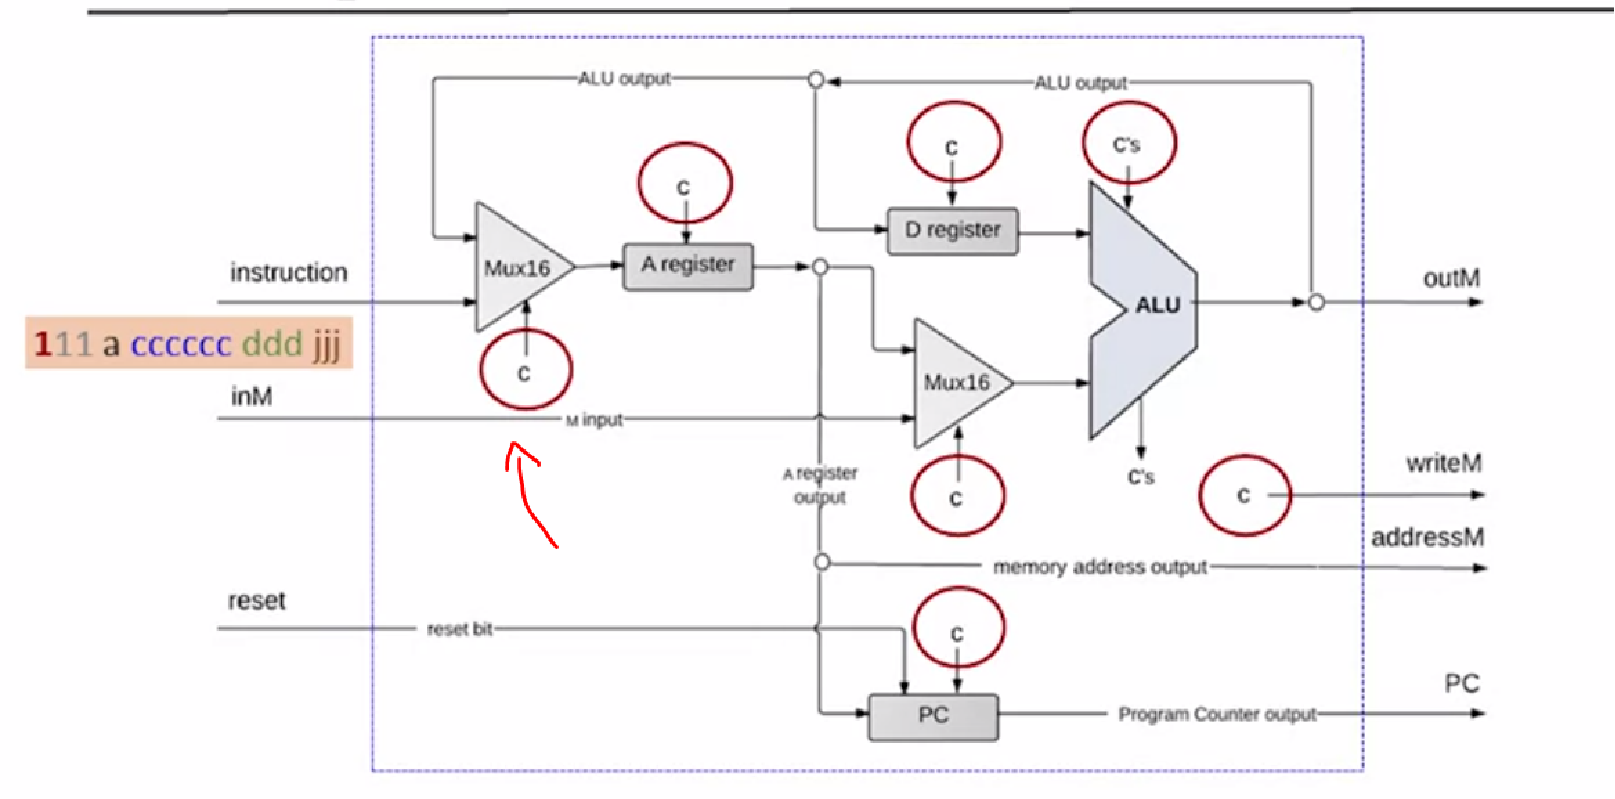 ALU output
ALU output
C
C's
C
D register
Mux16
A register
instruction
ALU
outM
111 a cccccc ddd jjj
C
Mux16
inM
M input
writeM
A register
output
C
C's
C
addressM
memory address output
reset
reset bit
C
PC
PC
Program Counter output